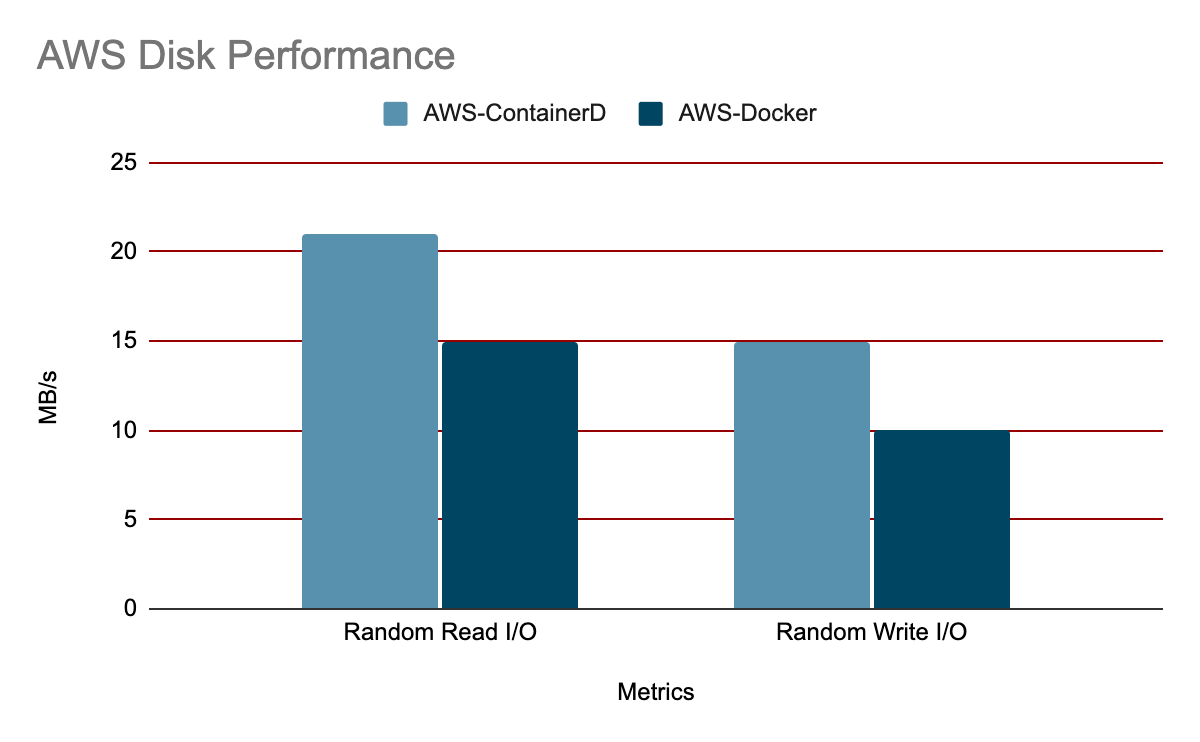 AWS Disk Performance
AWS-ContainerD AWS-Docker
25
20
15
10
5
0
MB/s
Random Read I/O Random Write I/O
Metrics